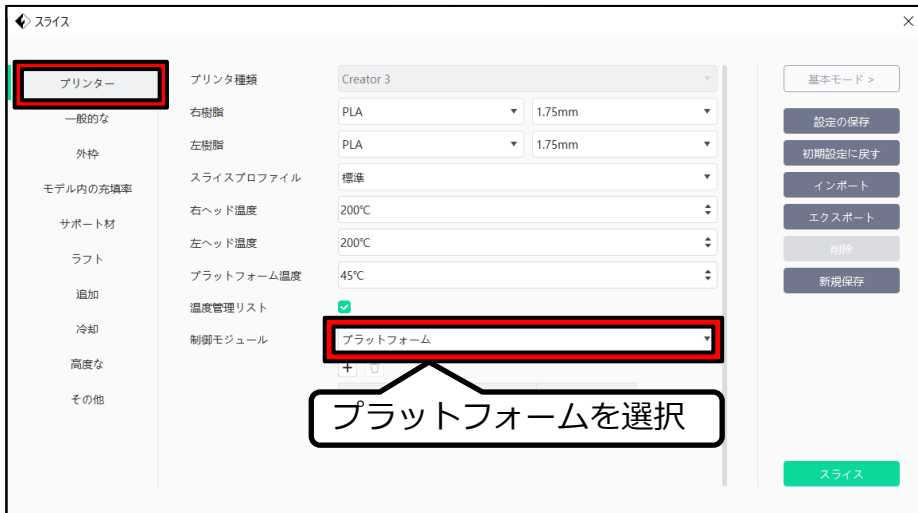 スライス
プリンター
一般的な
外枠
モデル内の充填率
サポート材
ラフト
追加
冷却
高度な
その他
プリンタ種類 Creator 3
右樹脂 PLA 1.75mm
左樹脂 PLA 1.75mm
スライスプロファイル 標準
右ヘッド温度 200℃
左ヘッド温度 200℃
プラットフォーム温度 45℃
温度管理リスト
制御モジュール プラットフォーム
プラットフォームを選択
基本モード >
設定の保存
初期設定に戻す
インポート
エクスポート
削除
新規保存
スライス